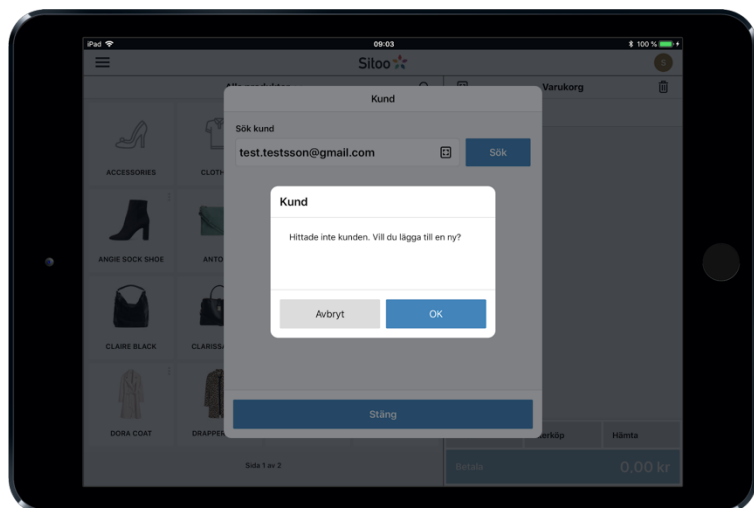 iPad 09:03 100 %
Sitoo S
Varukorg
Kund
Sök kund
test.testsson@gmail.com Sök
ACCESSORIES
Kund
Hittade inte kunden. Vill du lägga till en ny?
ANGIE SOCK SHOE
Avbryt OK
CLAIRE BLACK
Stäng
DORA COAT
Hämta
Sida 1 av 2
Betala 0,00 kr